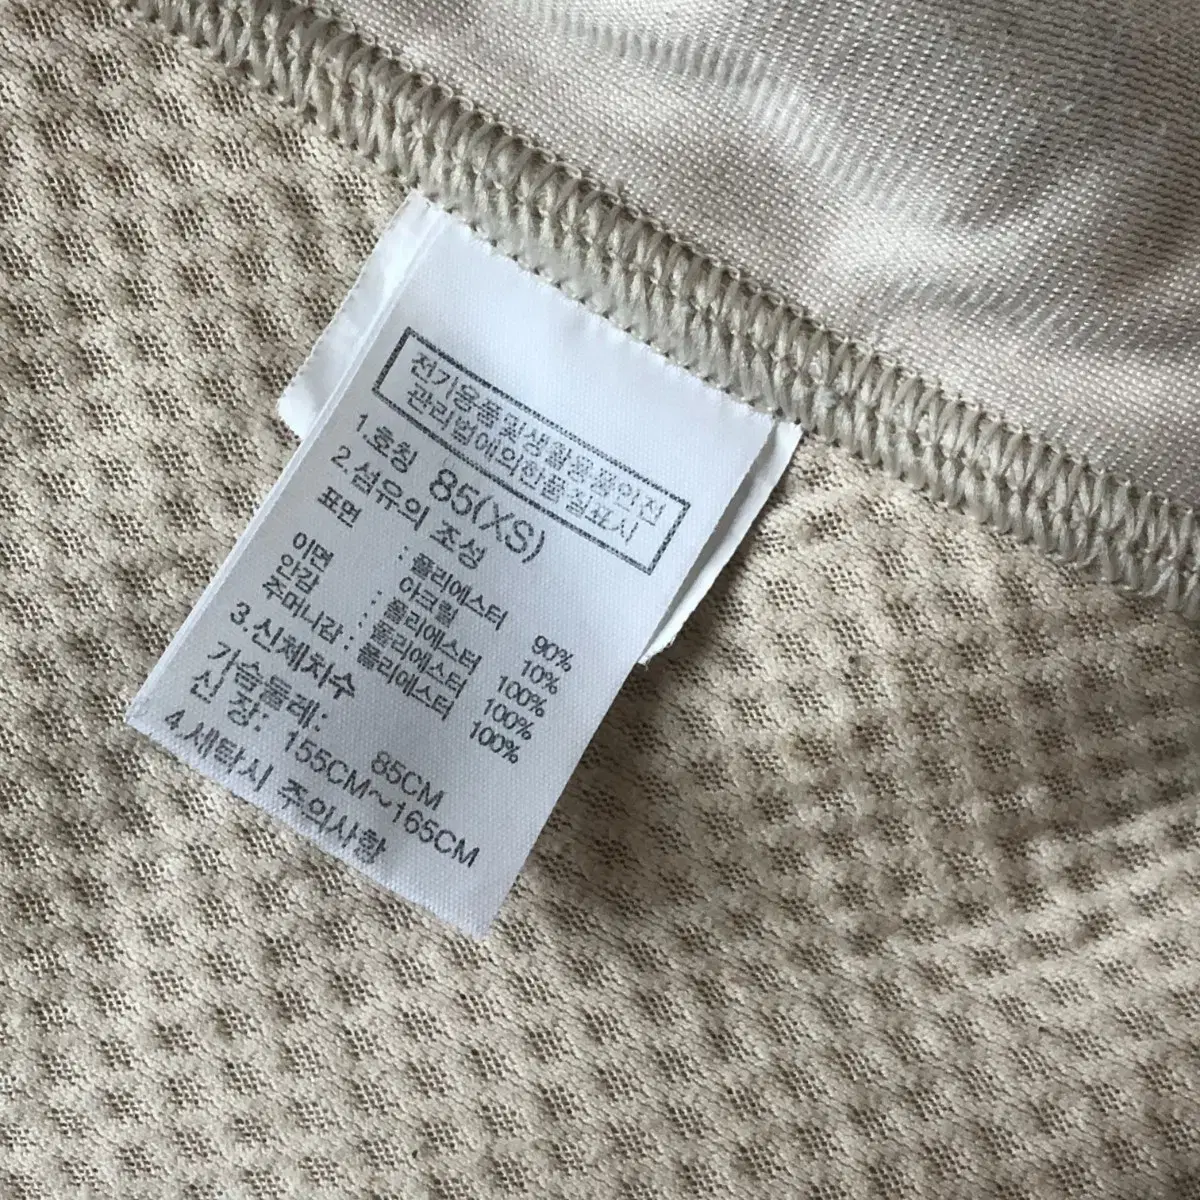 전기용품및생활용품안전
관리법에의한품질표시
1.호칭 85(XS)
2.섬유의 조성
표면 : 폴리에스터 90%
아크릴 10%
이면 : 폴리에스터 100%
안감 : 폴리에스터 100%
주머니감 : 폴리에스터 100%
3.신체치수
가슴둘레: 85CM
신 장: 155CM~165CM
4.세탁시 주의사항